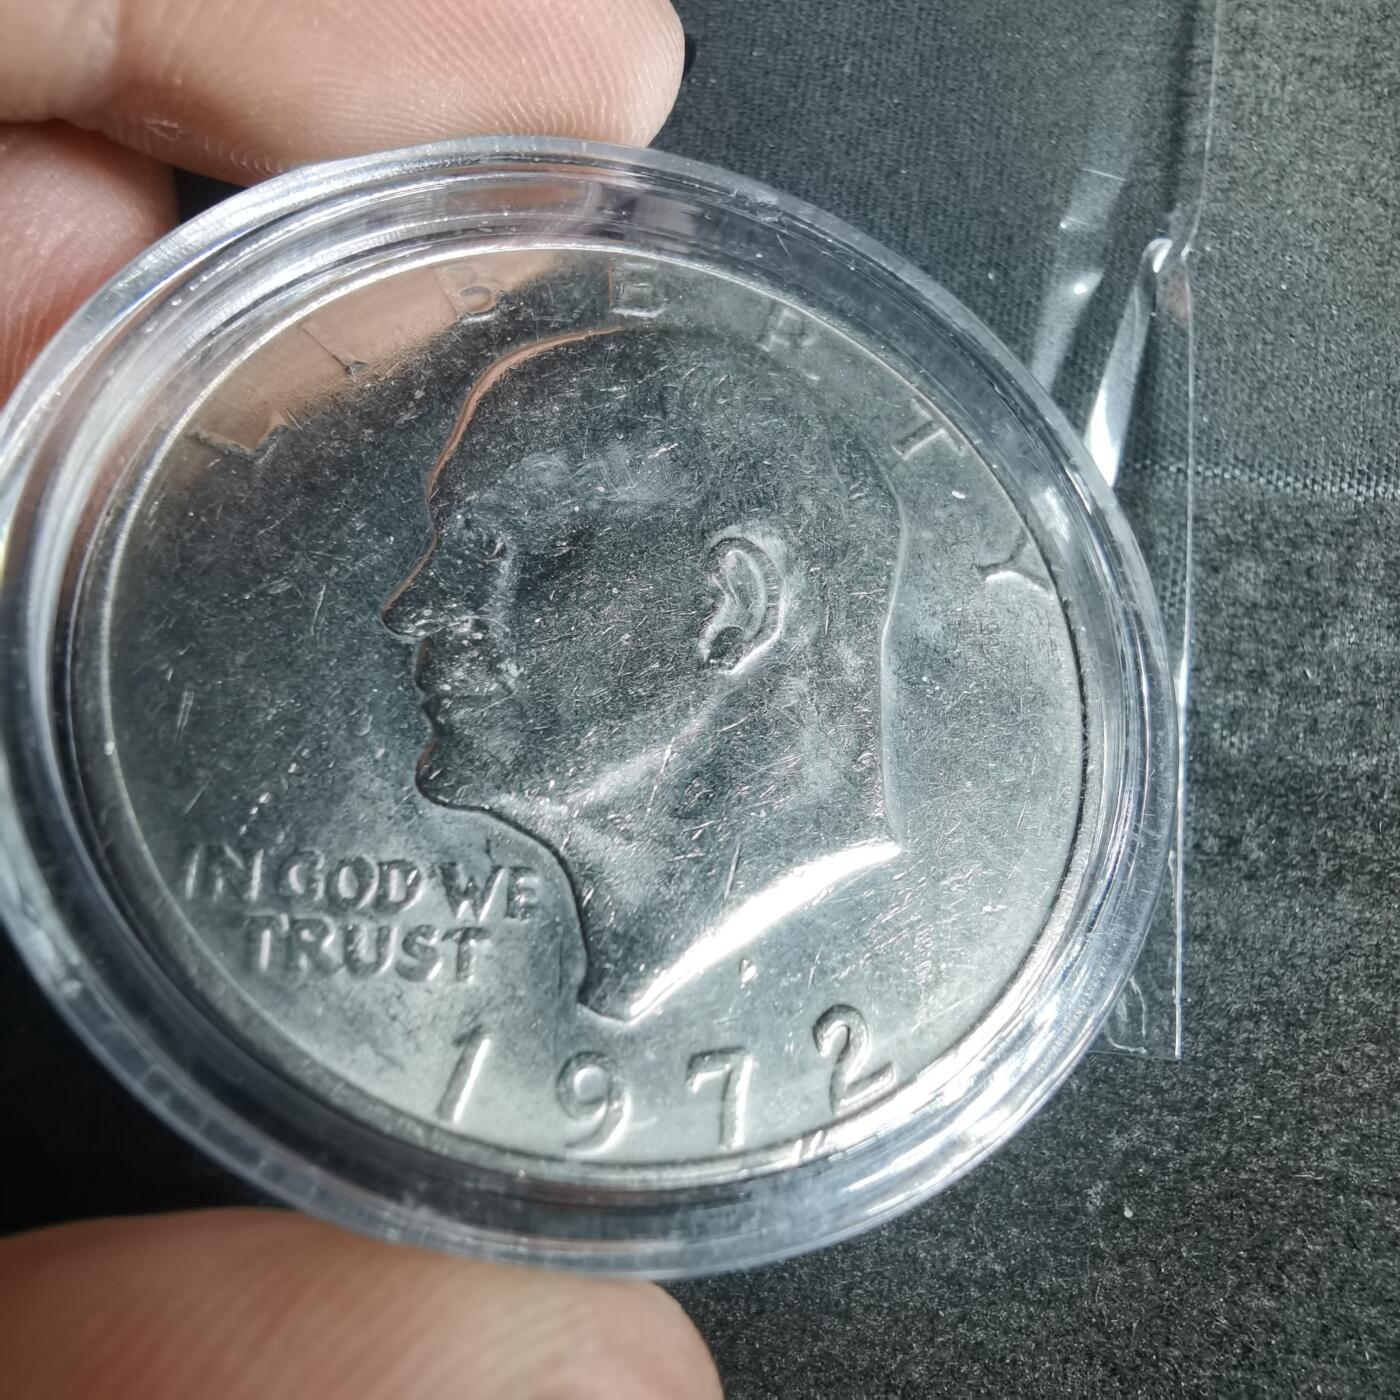 LIBERTY
IN GOD WE
TRUST
1972